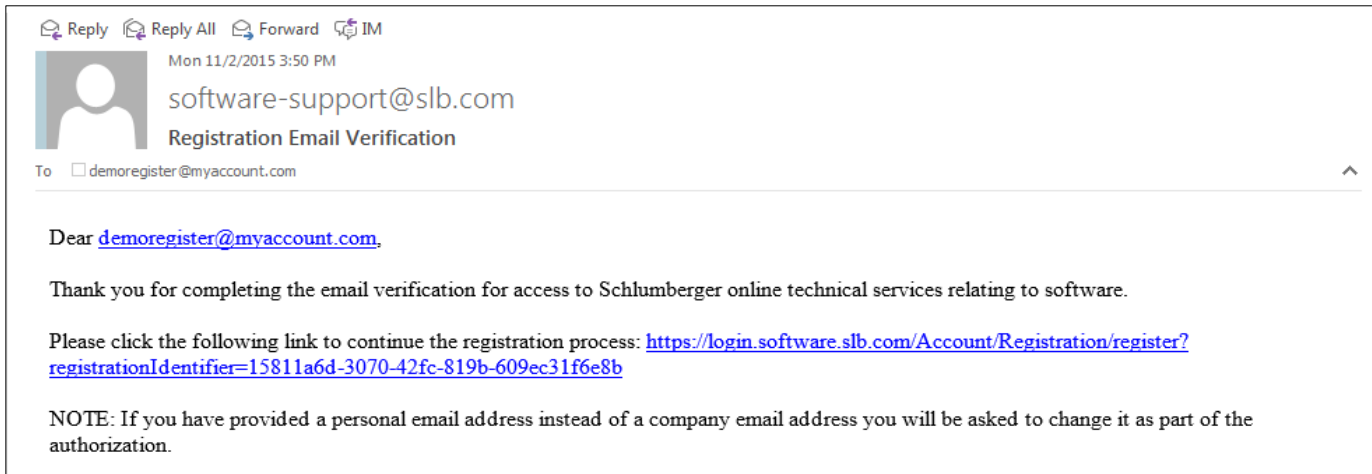 Reply Reply All Forward IM
Mon 11/2/2015 3:50 PM
software-support@slb.com
Registration Email Verification
To demoregister@myaccount.com
Dear demoregister@myaccount.com,
Thank you for completing the email verification for access to Schlumberger online technical services relating to software.
Please click the following link to continue the registration process: https://login.software.slb.com/Account/Registration/register?
registrationIdentifier=15811a6d-3070-42fc-819b-609ec31f6e8b
NOTE: If you have provided a personal email address instead of a company email address you will be asked to change it as part of the
authorization.